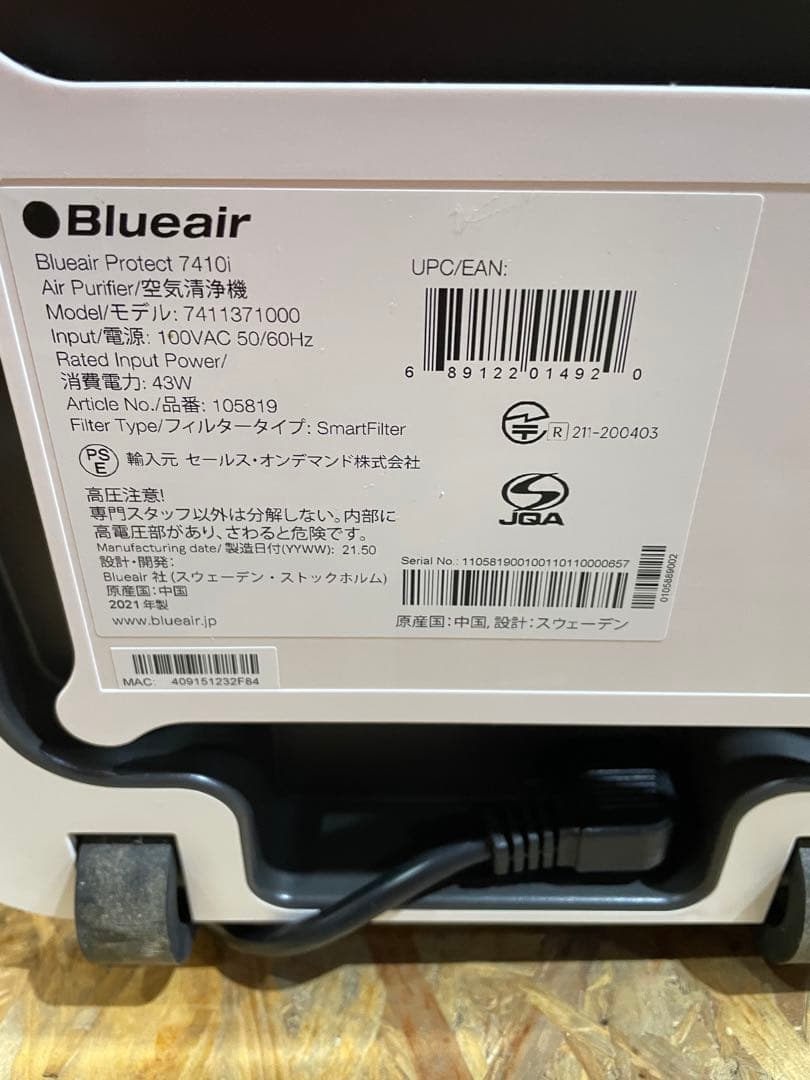 Blueair
Blueair Protect 7410i
Air Purifier/空気清浄機
Model/モデル: 7411371000
Input/電源: 100VAC 50/60Hz
Rated Input Power/
消費電力: 43W
Article No./品番: 105819
Filter Type/フィルタータイプ: SmartFilter
PS
E
輸入元 セールス・オンデマンド株式会社
高圧注意!
専門スタッフ以外は分解しない。内部に
高電圧部があり、さわると危険です。
Manufacturing date/ 製造日付(YYWW): 21.50
設計・開発:
Blueair 社 (スウェーデン・ストックホルム)
原産国: 中国
2021 年製
www.blueair.jp
UPC/EAN:
6 89122 01492 0
R 211-200403
JQA
Serial No.: 110581900100110110000657
0105889002
原産国: 中国, 設計: スウェーデン
MAC: 409151232F84